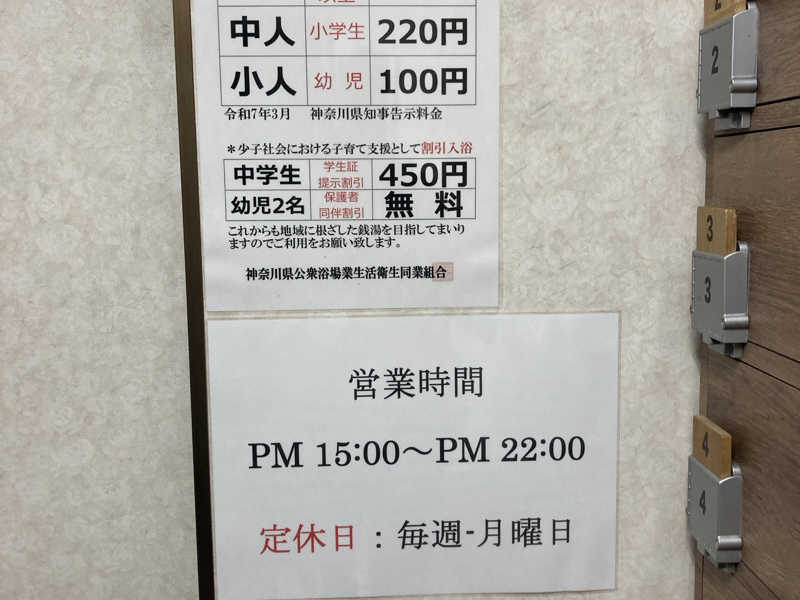 中人 小学生 220円
小人 幼児 100円
令和7年3月 神奈川県知事告示料金
*少子社会における子育て支援として割引入浴
中学生 学生証提示割引 450円
幼児2名 保護者同伴割引 無料
これからも地域に根ざした銭湯を目指してまいり
ますのでご利用をお願い致します。
神奈川県公衆浴場業生活衛生同業組合
営業時間
PM 15:00～PM 22:00
定休日：毎週-月曜日
2
2
3
3
4
4